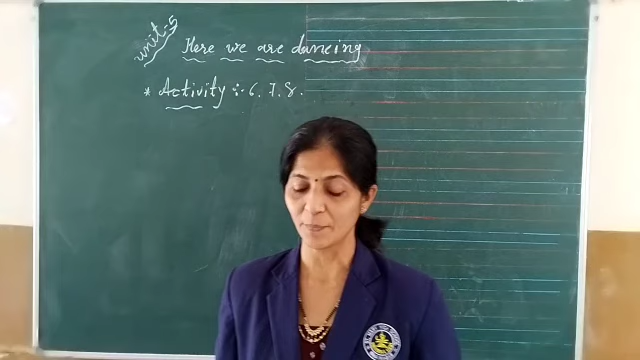 Unit-5
Here we are dancing
* Activity :- 6. 7. 8.